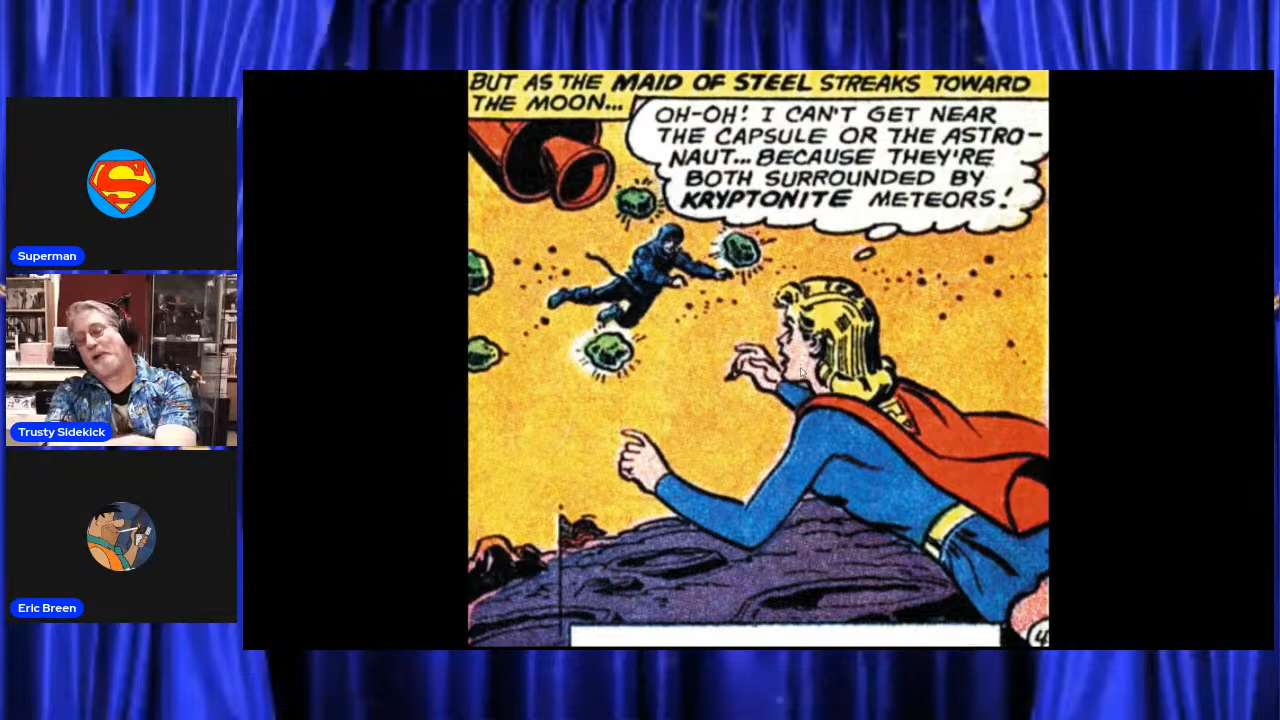 BUT AS THE MAID OF STEEL STREAKS TOWARD
THE MOON...
OH-OH! I CAN'T GET NEAR
THE CAPSULE OR THE ASTRO-
NAUT... BECAUSE THEY'RE
BOTH SURROUNDED BY
KRYPTONITE METEORS!
Superman
Trusty Sidekick
Eric Breen
4